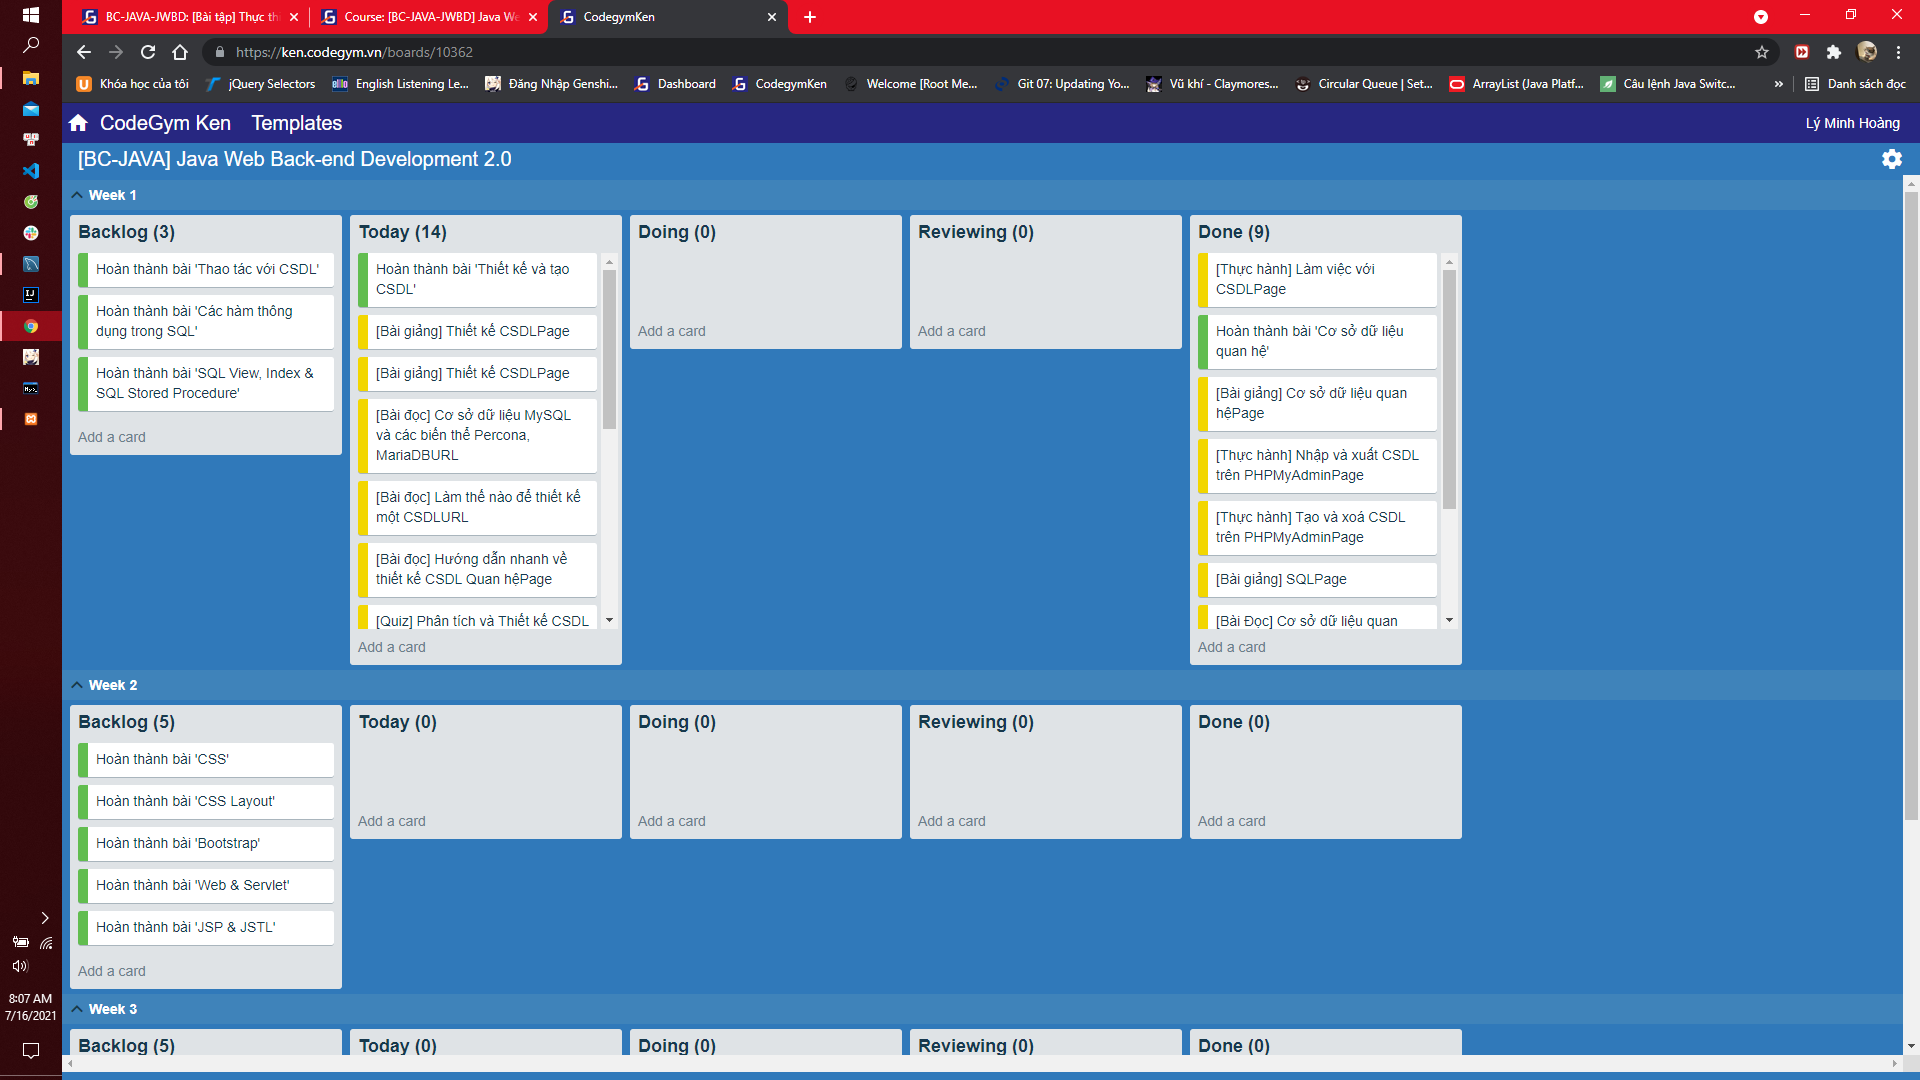 BC-JAVA-JWBD: [Bài tập] Thực th
Course: [BC-JAVA-JWBD] Java We
CodegymKen
https://ken.codegym.vn/boards/10362
Khóa học của tôi
jQuery Selectors
English Listening Le...
Đăng Nhập Genshi...
Dashboard
CodegymKen
Welcome [Root Me...
Git 07: Updating Yo...
Vũ khí - Claymores...
Circular Queue | Set...
ArrayList (Java Platf...
Câu lệnh Java Switc...
»
Danh sách đọc
CodeGym Ken
Templates
Lý Minh Hoàng
[BC-JAVA] Java Web Back-end Development 2.0
Week 1
Backlog (3)
Hoàn thành bài 'Thao tác với CSDL'
Hoàn thành bài 'Các hàm thông
dụng trong SQL'
Hoàn thành bài 'SQL View, Index &
SQL Stored Procedure'
Add a card
Today (14)
Hoàn thành bài 'Thiết kế và tạo
CSDL'
[Bài giảng] Thiết kế CSDLPage
[Bài giảng] Thiết kế CSDLPage
[Bài đọc] Cơ sở dữ liệu MySQL
và các biến thể Percona,
MariaDBURL
[Bài đọc] Làm thế nào để thiết kế
một CSDLURL
[Bài đọc] Hướng dẫn nhanh về
thiết kế CSDL Quan hệPage
[Quiz] Phân tích và Thiết kế CSDL
Add a card
Doing (0)
Add a card
Reviewing (0)
Add a card
Done (9)
[Thực hành] Làm việc với
CSDLPage
Hoàn thành bài 'Cơ sở dữ liệu
quan hệ'
[Bài giảng] Cơ sở dữ liệu quan
hệPage
[Thực hành] Nhập và xuất CSDL
trên PHPMyAdminPage
[Thực hành] Tạo và xoá CSDL
trên PHPMyAdminPage
[Bài giảng] SQLPage
[Bài Đọc] Cơ sở dữ liệu quan
Add a card
Week 2
Backlog (5)
Hoàn thành bài 'CSS'
Hoàn thành bài 'CSS Layout'
Hoàn thành bài 'Bootstrap'
Hoàn thành bài 'Web & Servlet'
Hoàn thành bài 'JSP & JSTL'
Add a card
Today (0)
Add a card
Doing (0)
Add a card
Reviewing (0)
Add a card
Done (0)
Add a card
Week 3
Backlog (5)
Today (0)
Doing (0)
Reviewing (0)
Done (0)
8:07 AM
7/16/2021